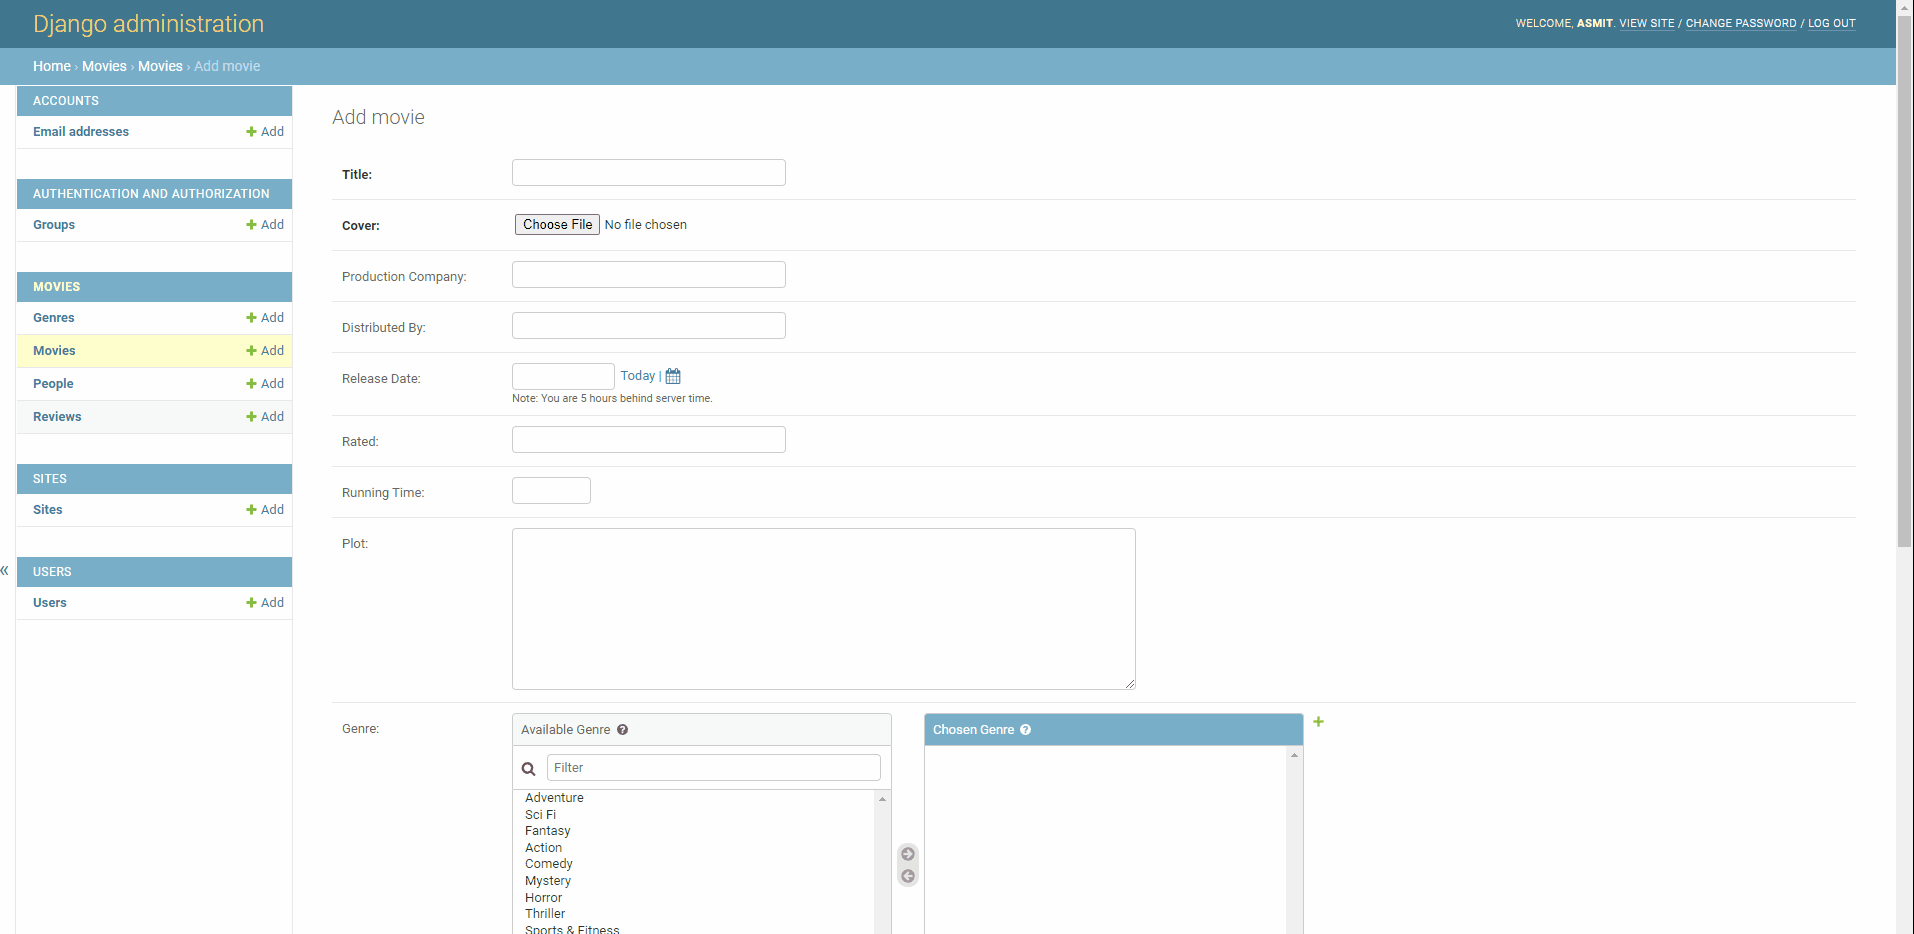 Django administration
WELCOME, ASMIT. VIEW SITE / CHANGE PASSWORD / LOG OUT
Home › Movies › Movies › Add movie
ACCOUNTS
Email addresses
Add
AUTHENTICATION AND AUTHORIZATION
Groups
Add
MOVIES
Genres
Add
Movies
Add
People
Add
Reviews
Add
SITES
Sites
Add
«
USERS
Users
Add
Add movie
Title:
Cover:
Choose File No file chosen
Production Company:
Distributed By:
Release Date:
Today |
Note: You are 5 hours behind server time.
Rated:
Running Time:
Plot:
Genre:
Available Genre ?
Filter
Adventure
Sci Fi
Fantasy
Action
Comedy
Mystery
Horror
Thriller
Sports & Fitness
Chosen Genre ?